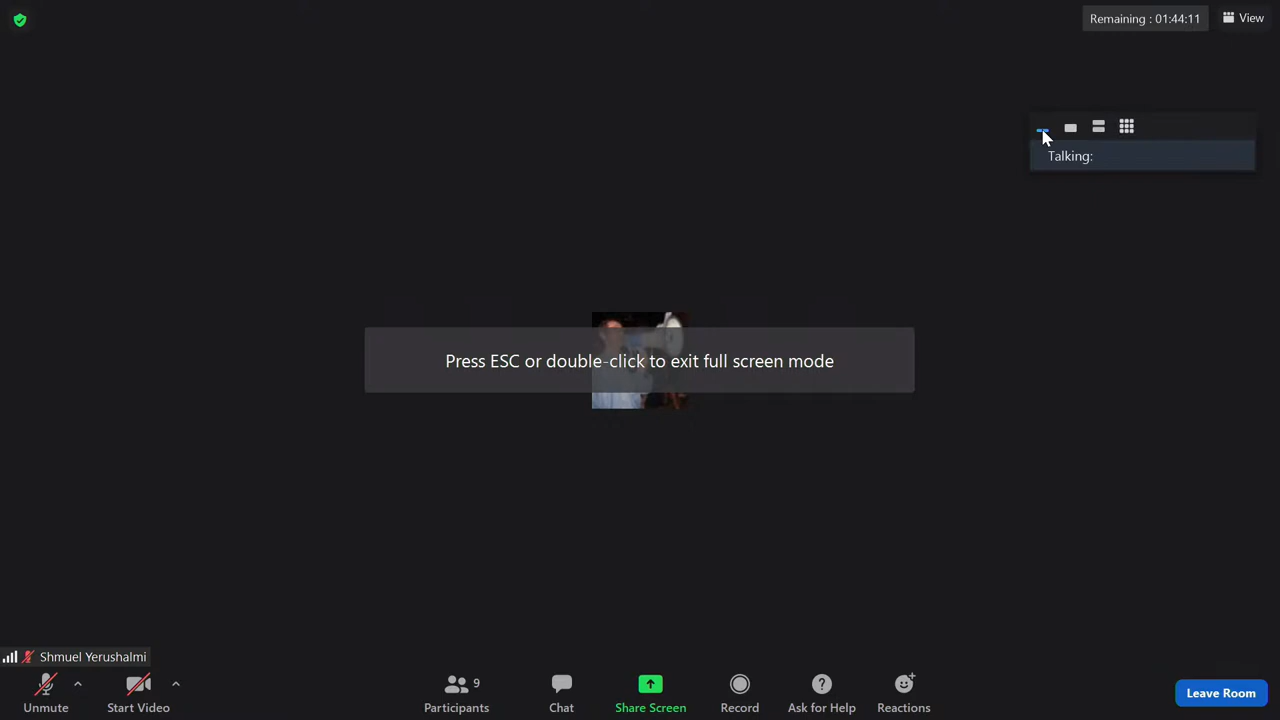 Remaining : 01:44:11
View
Talking:
Press ESC or double-click to exit full screen mode
Shmuel Yerushalmi
Unmute
Start Video
9
Participants
Chat
Share Screen
Record
Ask for Help
Reactions
Leave Room